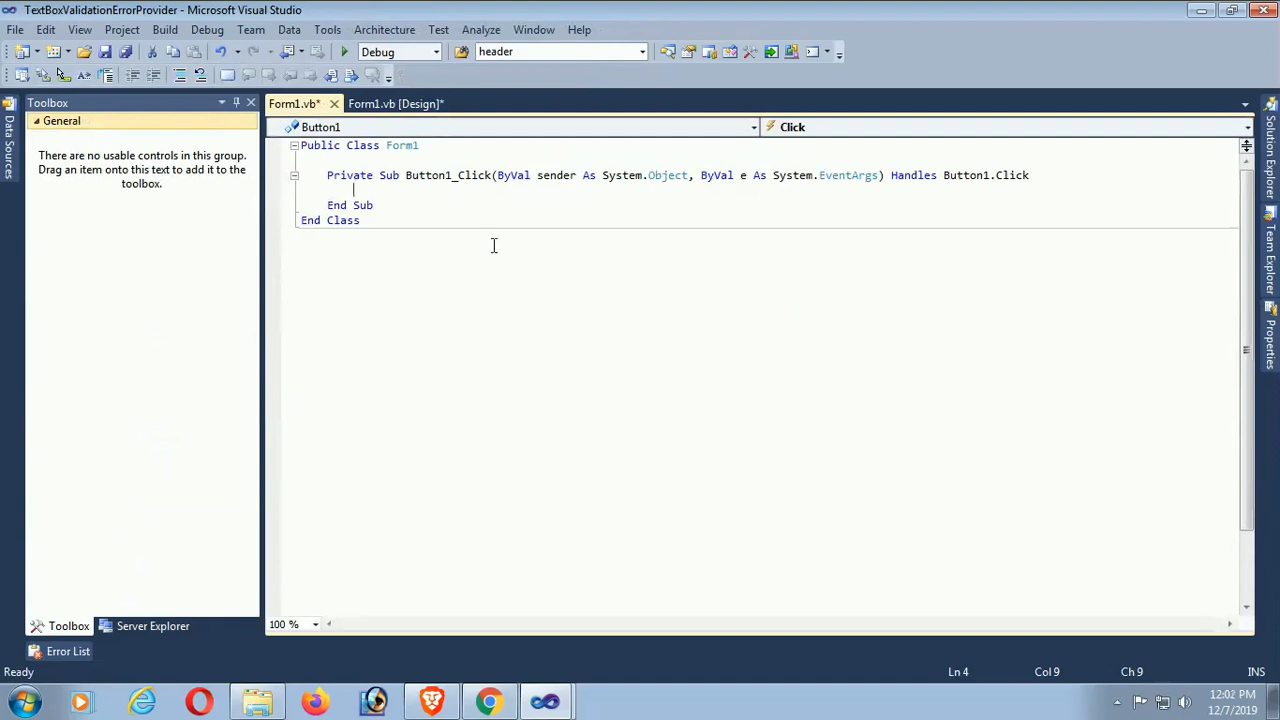 TextBoxValidationErrorProvider - Microsoft Visual Studio
File Edit View Project Build Debug Team Data Tools Architecture Test Analyze Window Help
Debug header
Toolbox
Form1.vb* Form1.vb [Design]*
General
Button1 Click
There are no usable controls in this group.
Drag an item onto this text to add it to the
toolbox.
Public Class Form1
Private Sub Button1_Click(ByVal sender As System.Object, ByVal e As System.EventArgs) Handles Button1.Click
End Sub
End Class
Data Sources
Solution Explorer
Team Explorer
Properties
100 %
Toolbox Server Explorer
Error List
Ready Ln 4 Col 9 Ch 9 INS
12:02 PM
12/7/2019